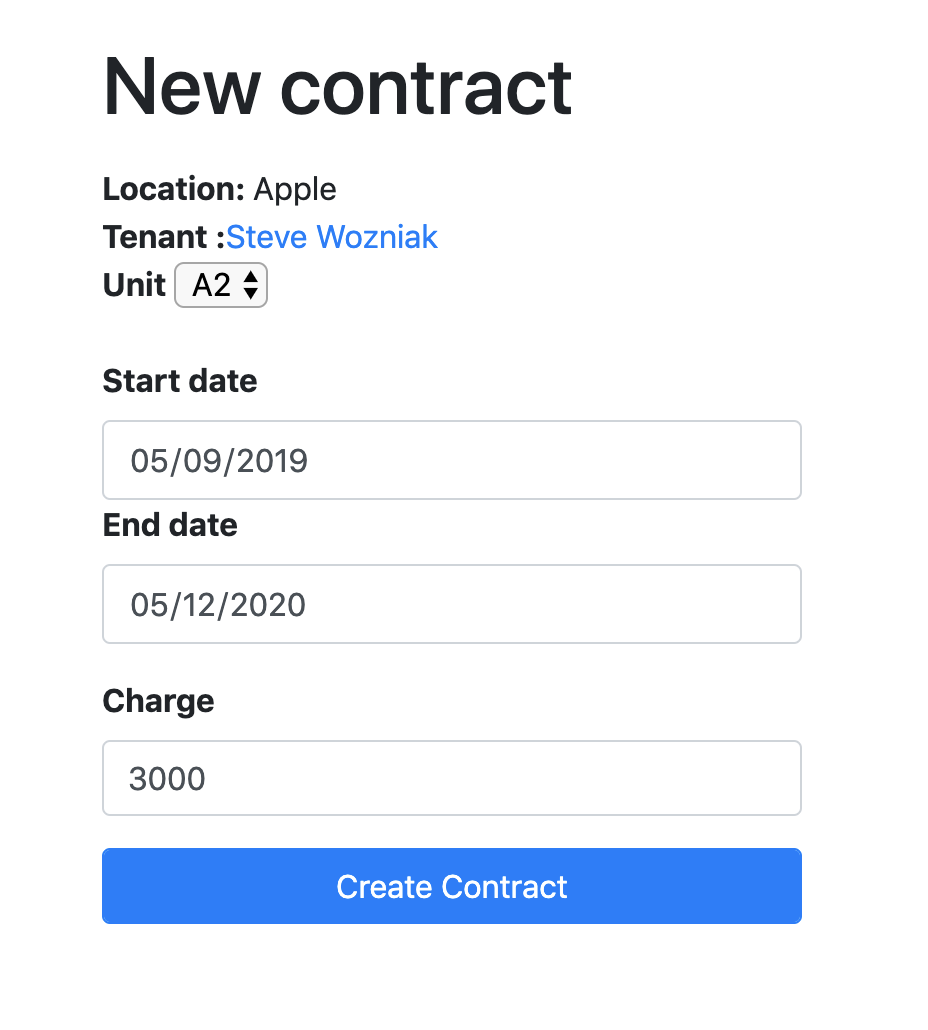 New contract
Location: Apple
Tenant :Steve Wozniak
Unit A2
Start date
05/09/2019
End date
05/12/2020
Charge
3000
Create Contract